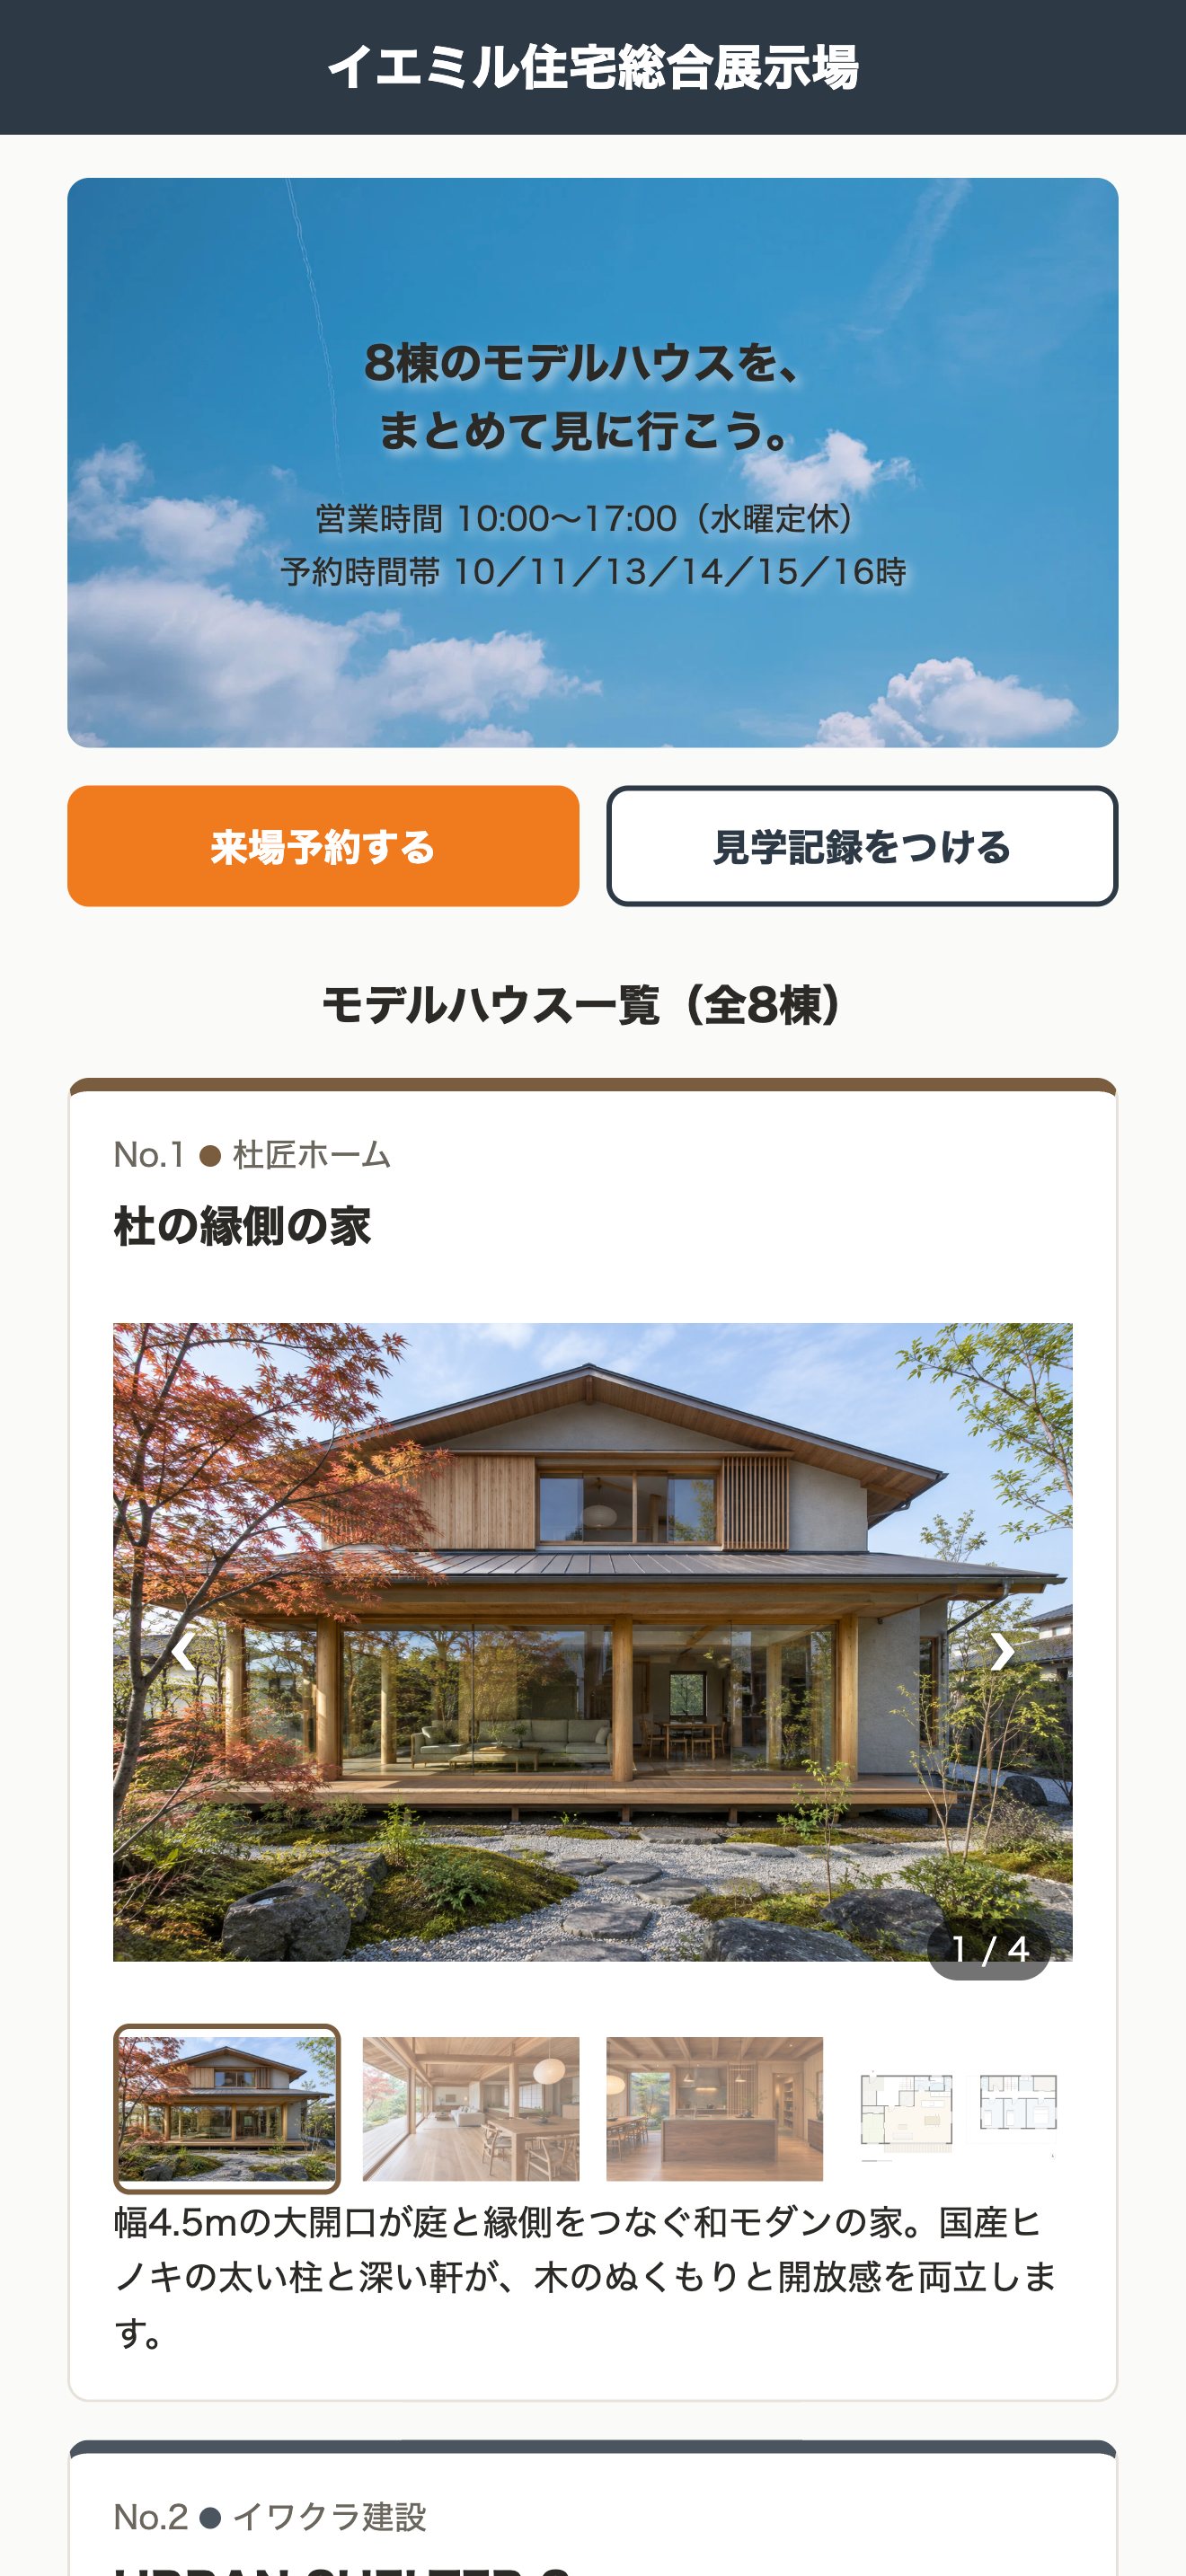 イエミル住宅総合展示場
8棟のモデルハウスを、
まとめて見に行こう。
営業時間 10:00〜17:00（水曜定休）
予約時間帯 10／11／13／14／15／16時
来場予約する
見学記録をつける
モデルハウス一覧（全8棟）
No.1 ● 杜匠ホーム
杜の縁側の家
❮
❯
1 / 4
幅4.5mの大開口が庭と縁側をつなぐ和モダンの家。国産ヒ
ノキの太い柱と深い軒が、木のぬくもりと開放感を両立しま
す。
No.2 ● イワクラ建設